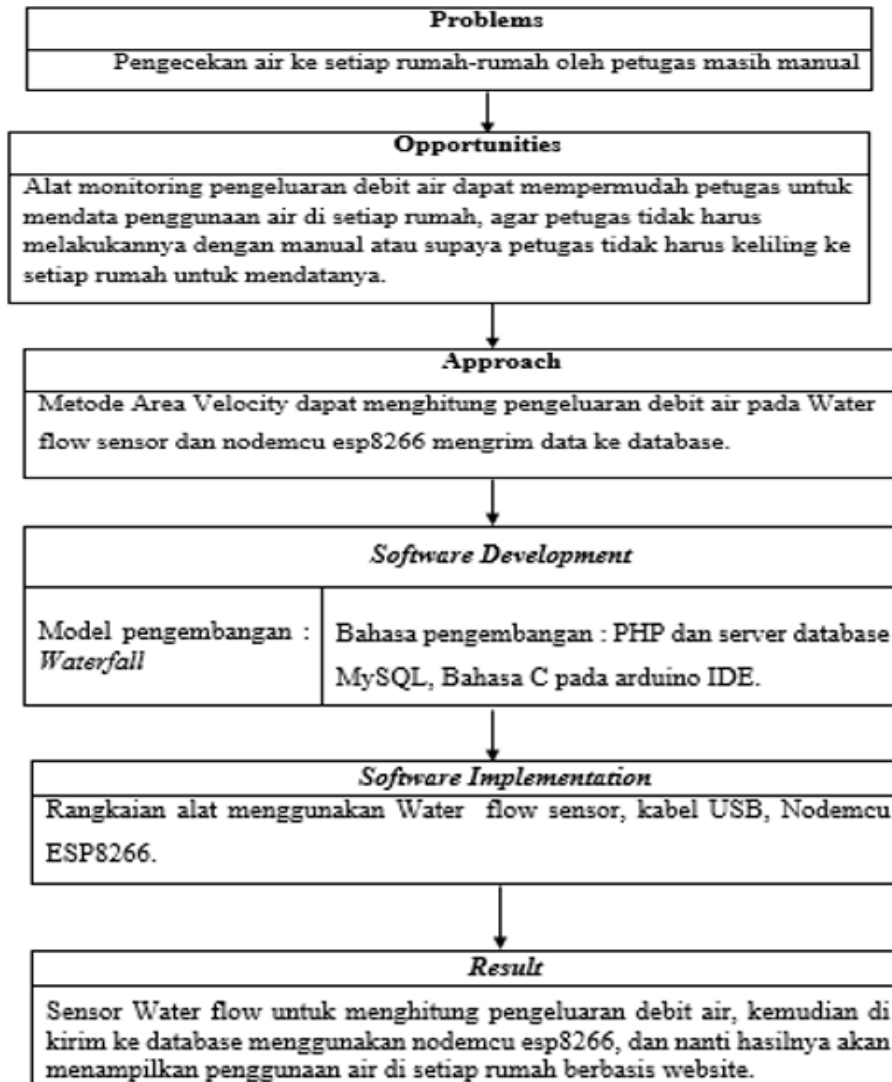 Problems
Pengecekan air ke setiap rumah-rumah oleh petugas masih manual
Opportunities
Alat monitoring pengeluaran debit air dapat mempermudah petugas untuk
mendata penggunaan air di setiap rumah, agar petugas tidak harus
melakukannya dengan manual atau supaya petugas tidak harus keliling ke
setiap rumah untuk mendatanya.
Approach
Metode Area Velocity dapat menghitung pengeluaran debit air pada Water
flow sensor dan nodemcu esp8266 mengrim data ke database.
Software Development
Model pengembangan :
Waterfall
Bahasa pengembangan : PHP dan server database
MySQL, Bahasa C pada arduino IDE.
Software Implementation
Rangkaian alat menggunakan Water flow sensor, kabel USB, Nodemcu
ESP8266.
Result
Sensor Water flow untuk menghitung pengeluaran debit air, kemudian di
kirim ke database menggunakan nodemcu esp8266, dan nanti hasilnya akan
menampilkan penggunaan air di setiap rumah berbasis website.